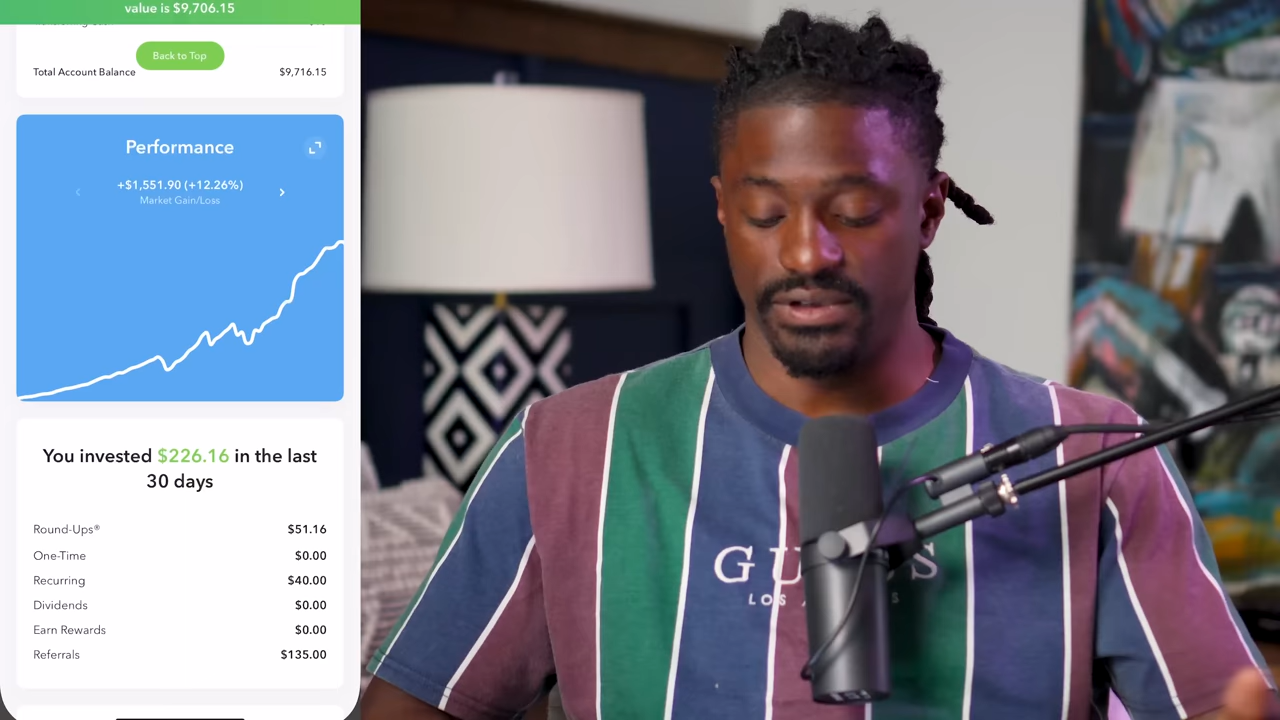 value is $9,706.15
Back to Top
Total Account Balance $9,716.15
Performance
+$1,551.90 (+12.26%)
Market Gain/Loss
You invested $226.16 in the last
30 days
Round-Ups® $51.16
One-Time $0.00
Recurring $40.00
Dividends $0.00
Earn Rewards $0.00
Referrals $135.00
LOS